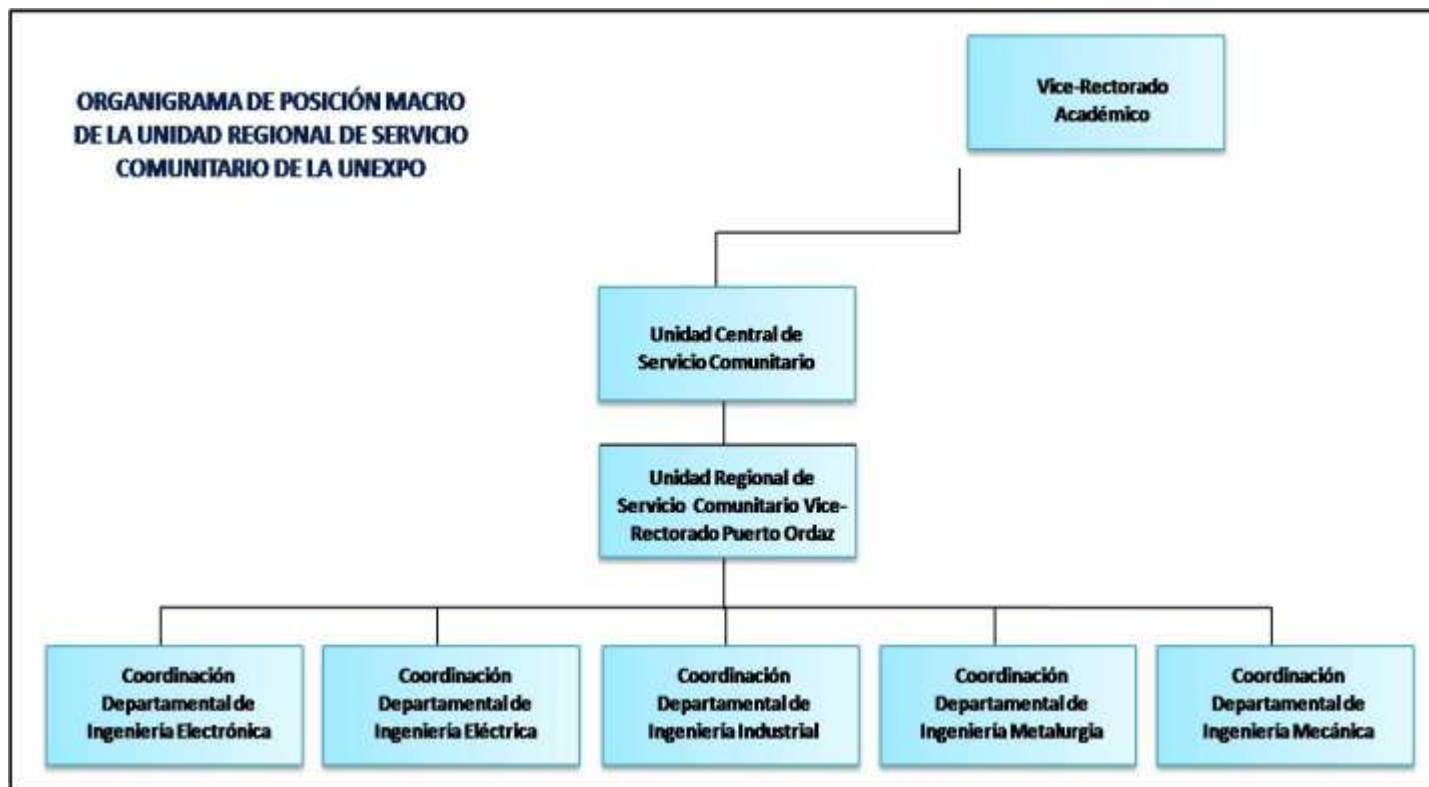 ORGANIGRAMA DE POSICIÓN MACRO
DE LA UNIDAD REGIONAL DE SERVICIO
COMUNITARIO DE LA UNEXPO
Vice-Rectorado
Académico
Unidad Central de
Servicio Comunitario
Unidad Regional de
Servicio Comunitario Vice-
Rectorado Puerto Ordaz
Coordinación
Departamental de
Ingeniería Electrónica
Coordinación
Departamental de
Ingeniería Eléctrica
Coordinación
Departamental de
Ingeniería Industrial
Coordinación
Departamental de
Ingeniería Metalurgia
Coordinación
Departamental de
Ingeniería Mecánica